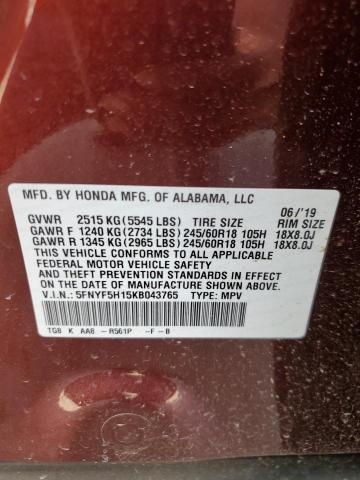 MFD. BY HONDA MFG. OF ALABAMA, LLC
GVWR 2515 KG (5545 LBS) TIRE SIZE 06/'19 RIM SIZE
GAWR F 1240 KG (2734 LBS) 245/60R18 105H 18X8.0J
GAWR R 1345 KG (2965 LBS) 245/60R18 105H 18X8.0J
THIS VEHICLE CONFORMS TO ALL APPLICABLE
FEDERAL MOTOR VEHICLE SAFETY AND BUMPER
AND THEFT PREVENTION STANDARDS IN EFFECT
ON THE DATE OF MANUFACTURE SHOWN ABOVE
V.I.N.: 5FNYF5H15KB043765 TYPE: MPV
TGB K AA8 - R561P -F-B